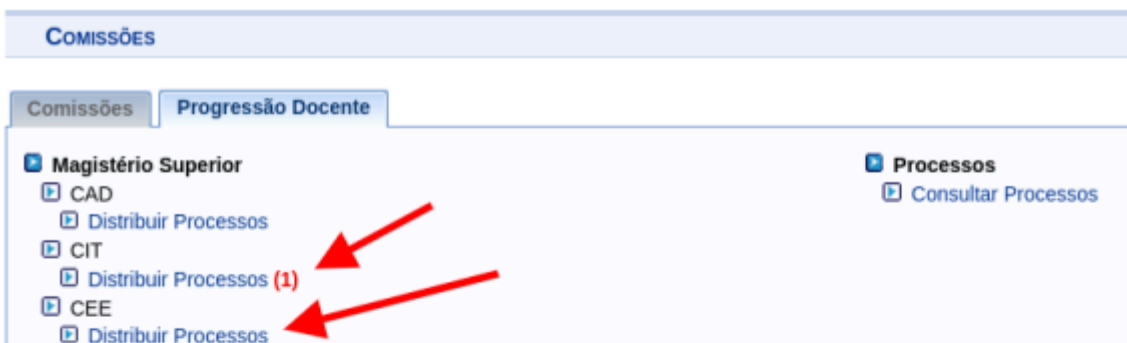 COMISSÕES
Comissões Progressão Docente
Magistério Superior
CAD
Distribuir Processos
CIT
Distribuir Processos (1)
CEE
Distribuir Processos
Processos
Consultar Processos